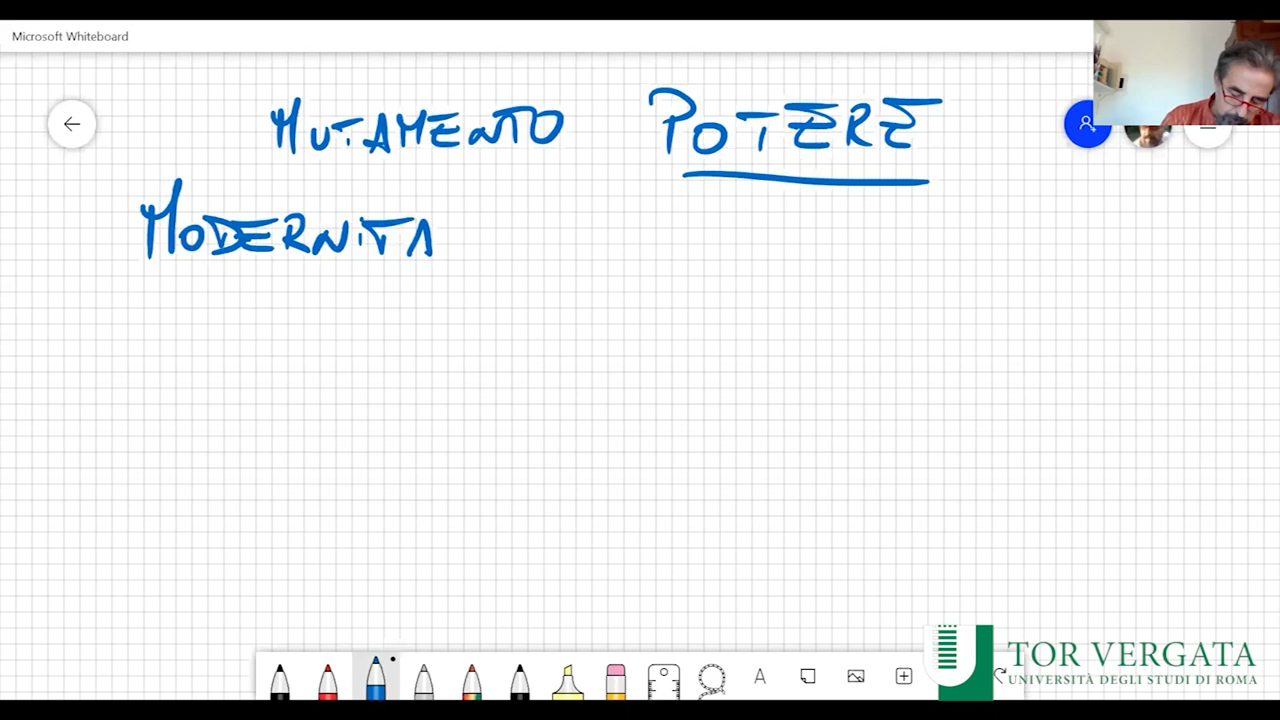 Microsoft Whiteboard
MUTAMENTO POTERE
MODERNITA
A
TOR VERGATA
UNIVERSITÀ DEGLI STUDI DI ROMA